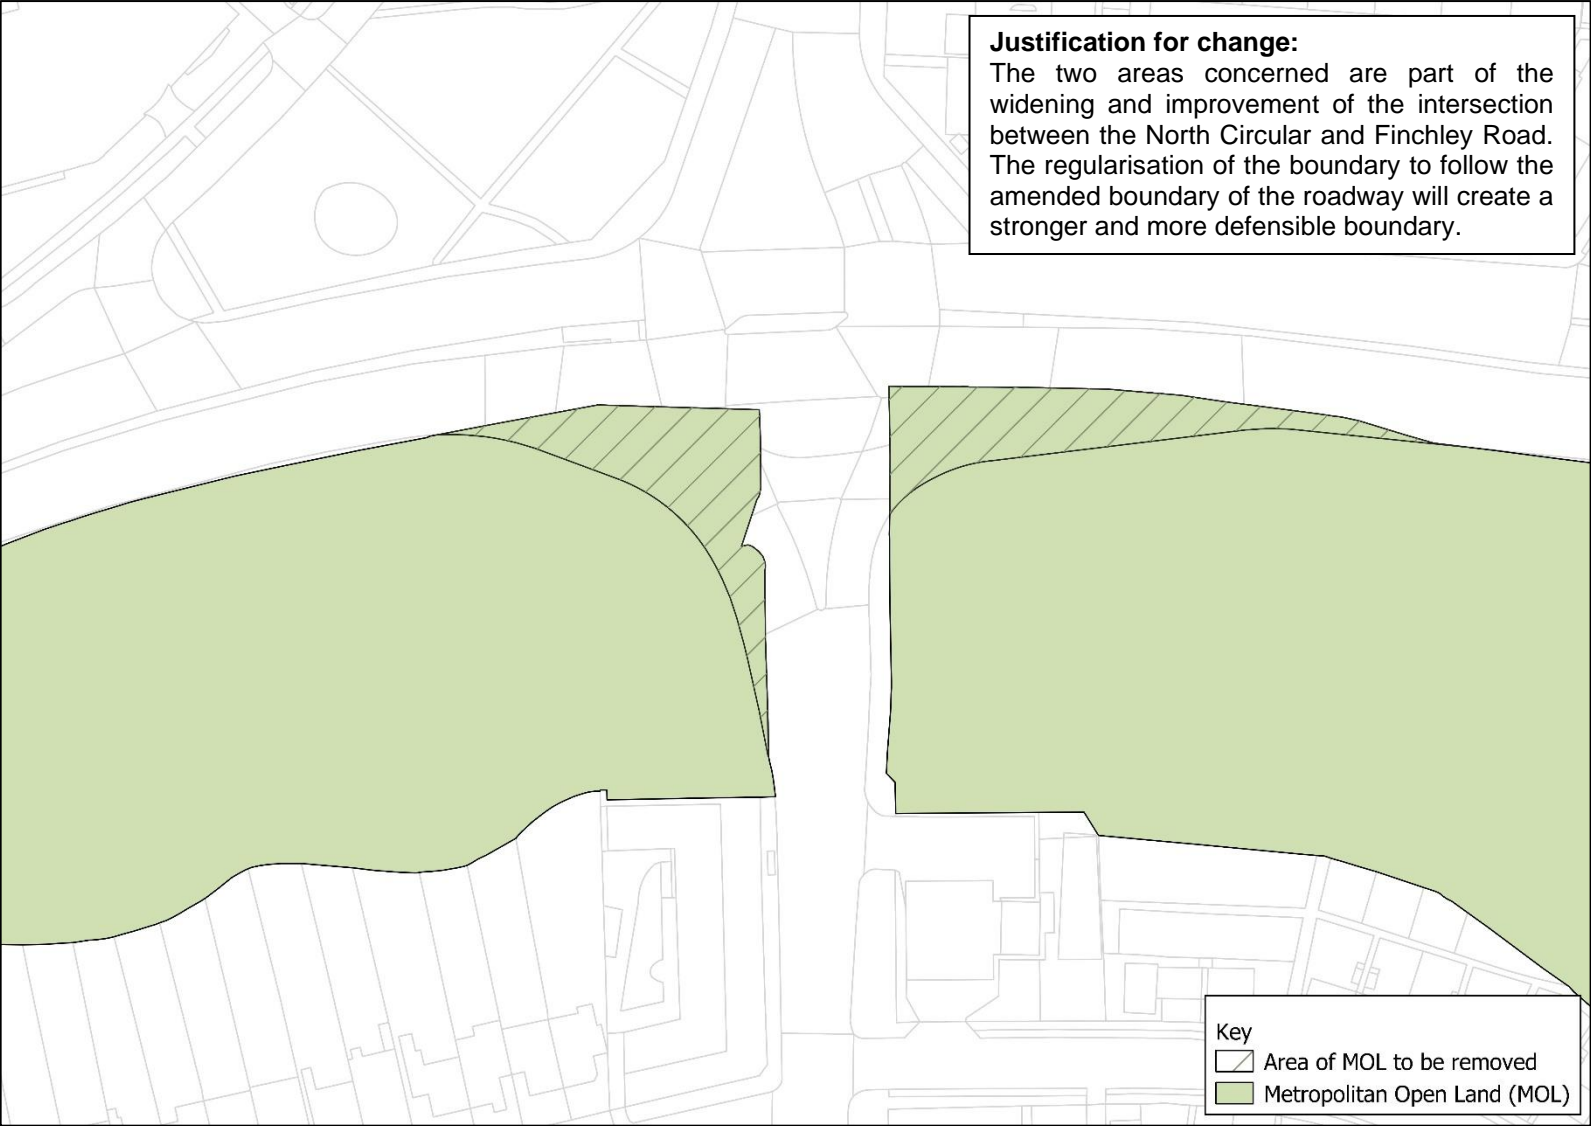 Justification for change:
The two areas concerned are part of the
widening and improvement of the intersection
between the North Circular and Finchley Road.
The regularisation of the boundary to follow the
amended boundary of the roadway will create a
stronger and more defensible boundary.
Key
Area of MOL to be removed
Metropolitan Open Land (MOL)